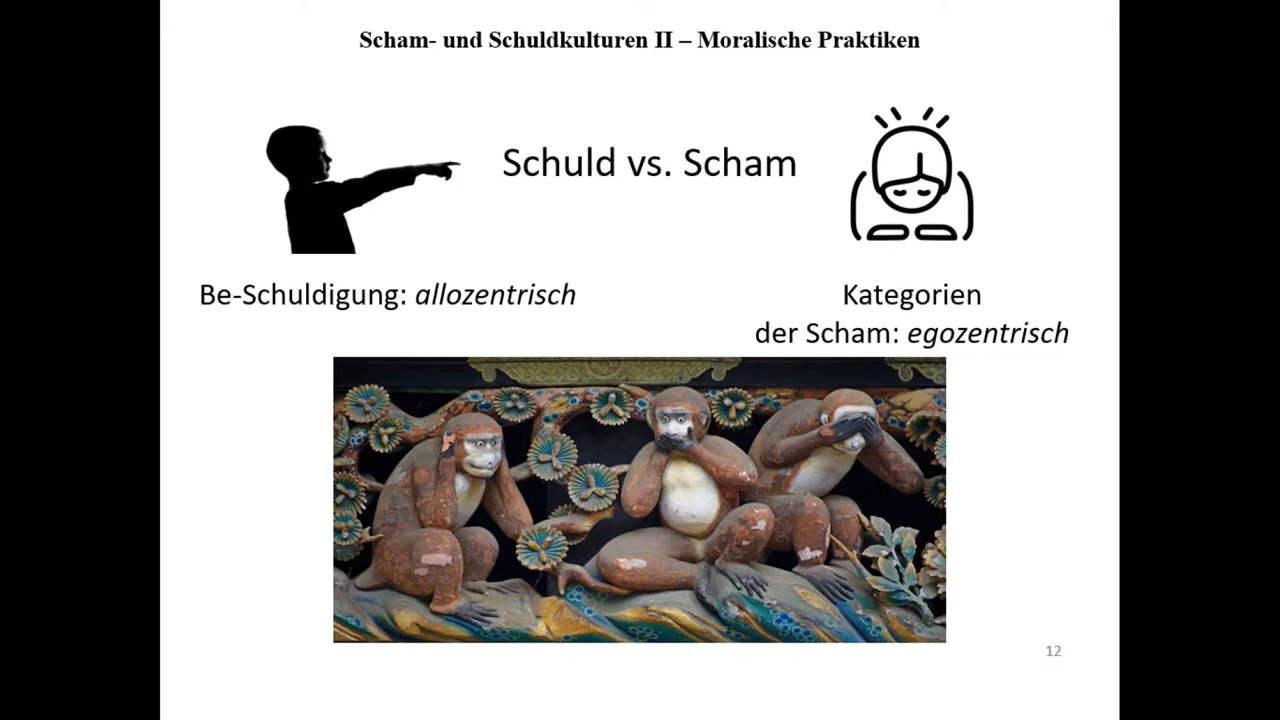 Scham- und Schuldkulturen II – Moralische Praktiken
Schuld vs. Scham
Be-Schuldigung: allozentrisch
Kategorien
der Scham: egozentrisch
12